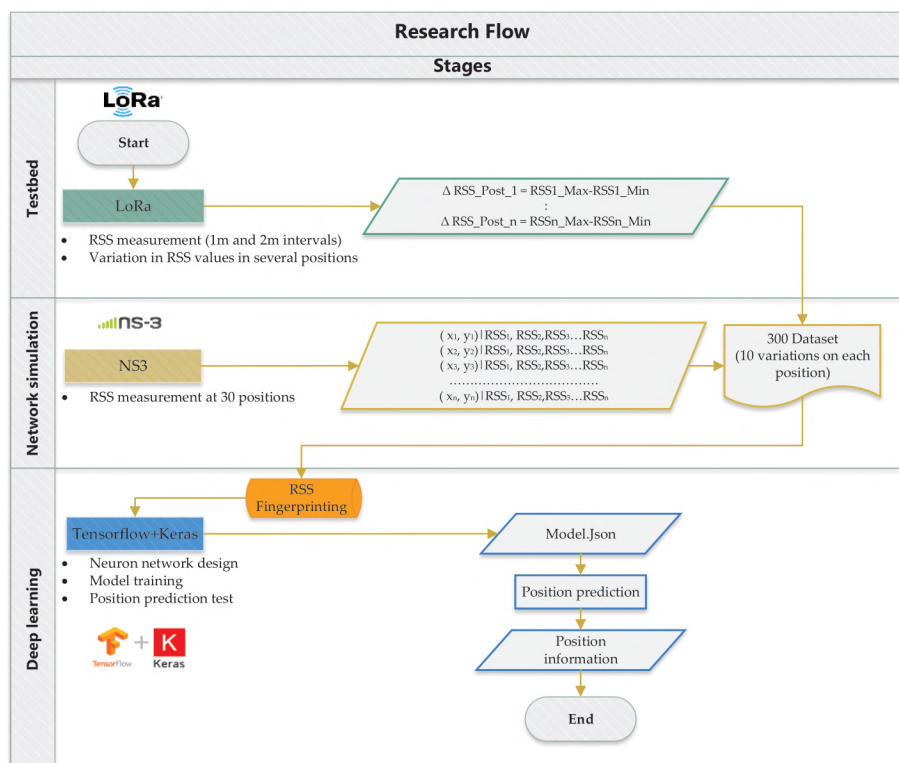 Research Flow
Stages
Testbed
LoRa
Start
LoRa
• RSS measurement (1m and 2m intervals)
• Variation in RSS values in several positions
Δ RSS_Post_1 = RSS1_Max-RSS1_Min
:
Δ RSS_Post_n = RSSn_Max-RSSn_Min
Network simulation
NS-3
NS3
• RSS measurement at 30 positions
( x₁, y₁)|RSS₁, RSS₂,RSS₃…RSSₙ
( x₂, y₂)|RSS₁, RSS₂,RSS₃…RSSₙ
( x₃, y₃)|RSS₁, RSS₂,RSS₃…RSSₙ
……………………………….
( xₙ, yₙ)|RSS₁, RSS₂,RSS₃…RSSₙ
300 Dataset
(10 variations on each
position)
Deep learning
RSS
Fingerprinting
Tensorflow+Keras
• Neuron network design
• Model training
• Position prediction test
TensorFlow
+
K
Keras
Model.Json
Position prediction
Position
information
End